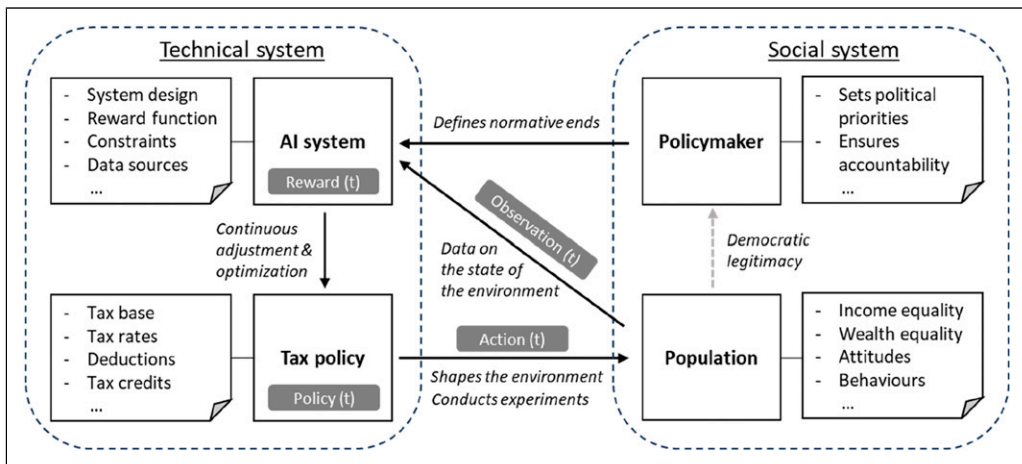 Technical system
- System design
- Reward function
- Constraints
- Data sources
...
AI system
Reward (t)
Continuous
adjustment &
optimization
- Tax base
- Tax rates
- Deductions
- Tax credits
...
Tax policy
Policy (t)
Defines normative ends
Observation (t)
Data on
the state of
the environment
Action (t)
Shapes the environment
Conducts experiments
Social system
Policymaker
- Sets political
priorities
- Ensures
accountability
...
Democratic
legitimacy
Population
- Income equality
- Wealth equality
- Attitudes
- Behaviours
...